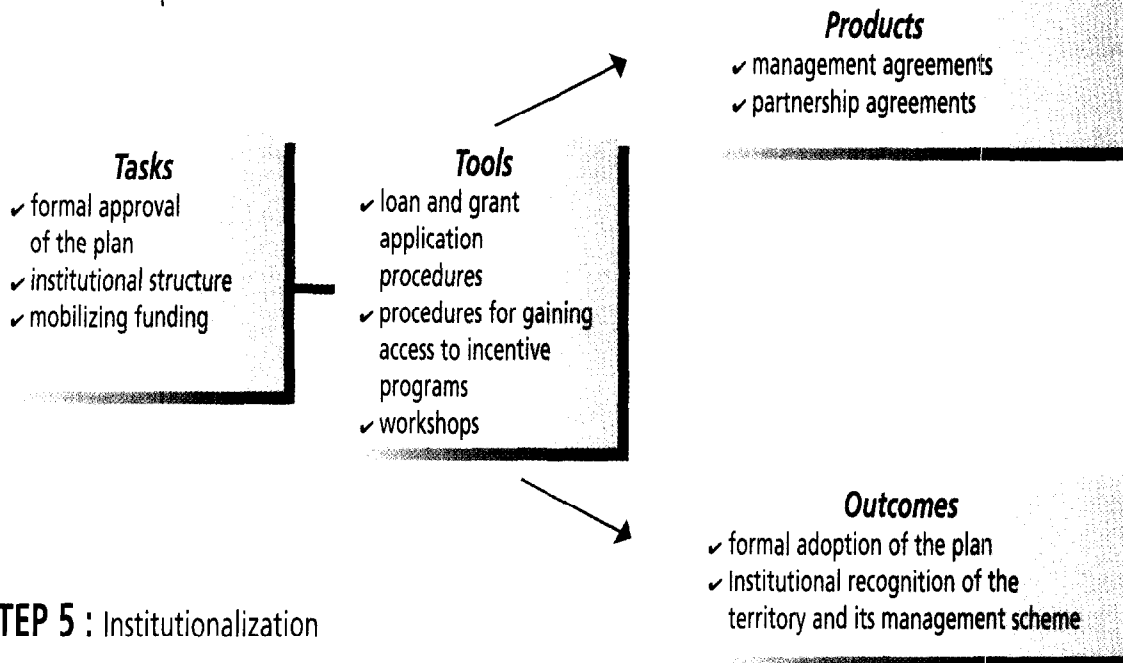 Products
✔ management agreements
✔ partnership agreements
Tasks
✔ formal approval
of the plan
✔ institutional structure
✔ mobilizing funding
Tools
✔ loan and grant
application
procedures
✔ procedures for gaining
access to incentive
programs
✔ workshops
Outcomes
✔ formal adoption of the plan
✔ Institutional recognition of the
territory and its management scheme
TEP 5 : Institutionalization